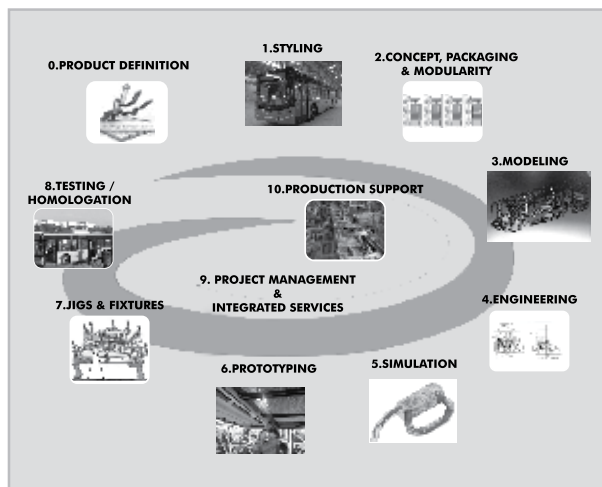 0.PRODUCT DEFINITION
1.STYLING
2.CONCEPT, PACKAGING
& MODULARITY
3.MODELING
4.ENGINEERING
5.SIMULATION
6.PROTOTYPING
7.JIGS & FIXTURES
8.TESTING /
HOMOLOGATION
9. PROJECT MANAGEMENT
&
INTEGRATED SERVICES
10.PRODUCTION SUPPORT